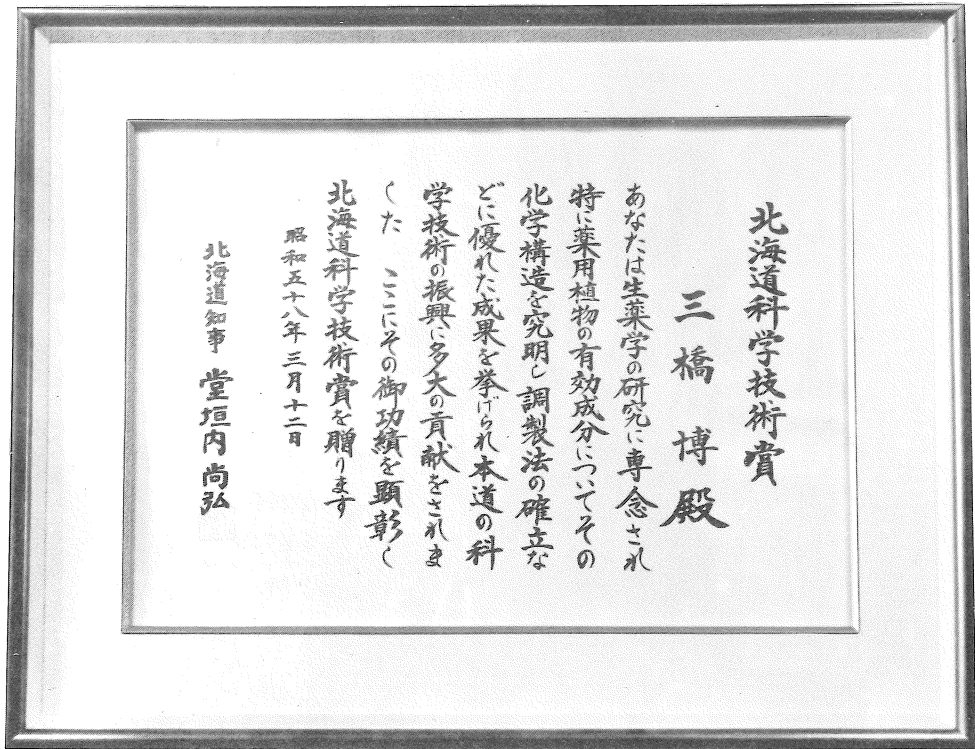 北海道科学技術賞
三橋博殿
あなたは生薬学の研究に専念され
特に薬用植物の有効成分についてその
化学構造を究明し調製法の確立な
どに優れた成果を挙げられ本道の科
学技術の振興に多大の貢献をされま
した　ここにその御功績を顕彰し
北海道科学技術賞を贈ります
昭和五十八年三月十二日
北海道知事　堂垣内尚弘